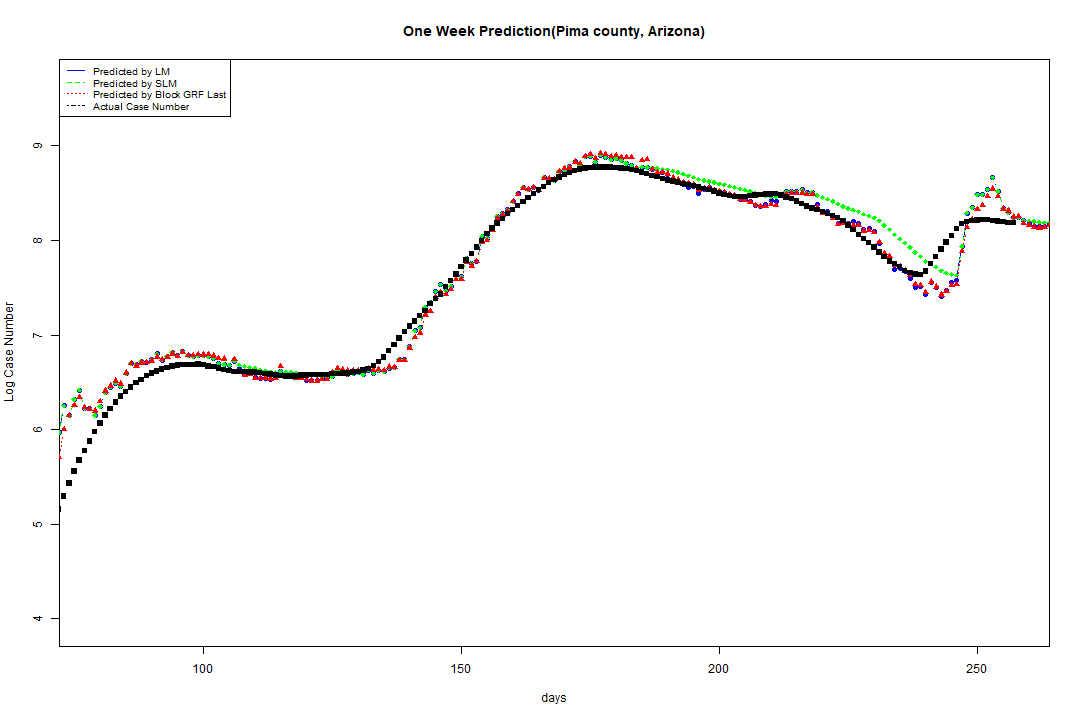 One Week Prediction(Pima county, Arizona)
Predicted by LM
Predicted by SLM
Predicted by Block GRF Last
Actual Case Number
Log Case Number
9
8
7
6
5
4
100 150 200 250
days